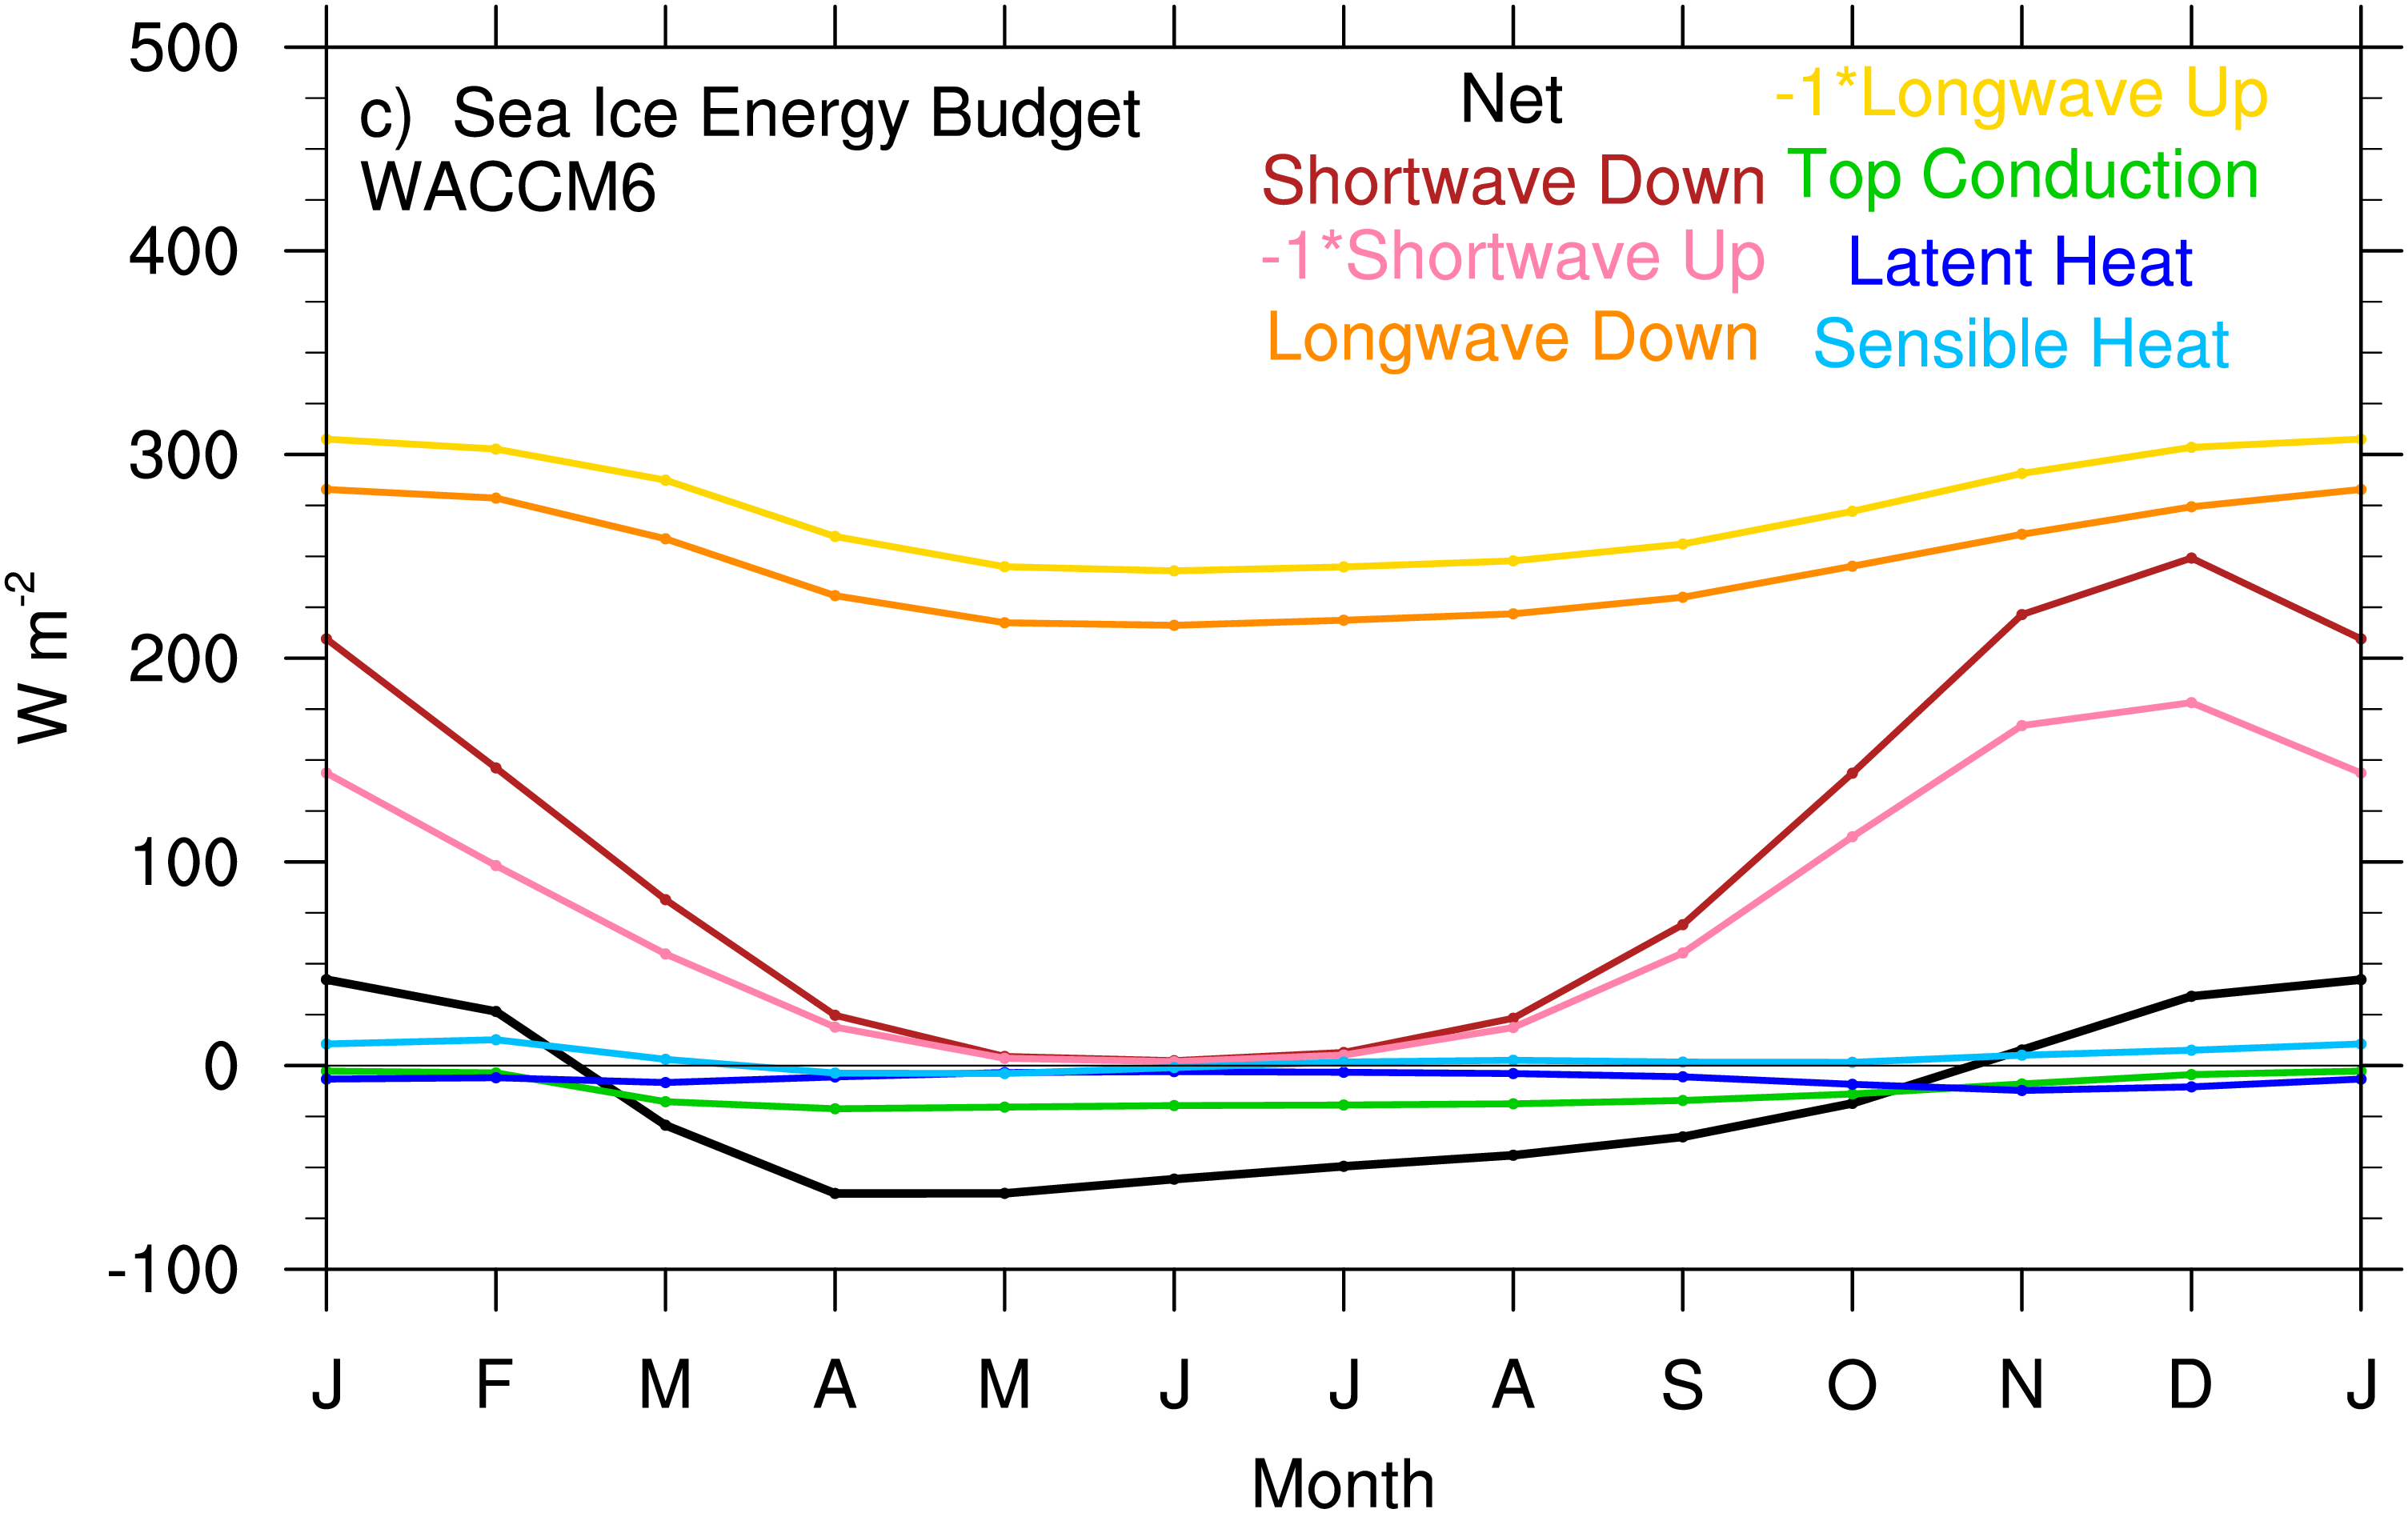 500
400
300
200
100
0
-100
W m-2
c) Sea Ice Energy Budget
WACCM6
Net
Shortwave Down
-1*Shortwave Up
Longwave Down
-1*Longwave Up
Top Conduction
Latent Heat
Sensible Heat
J F M A M J J A S O N D J
Month